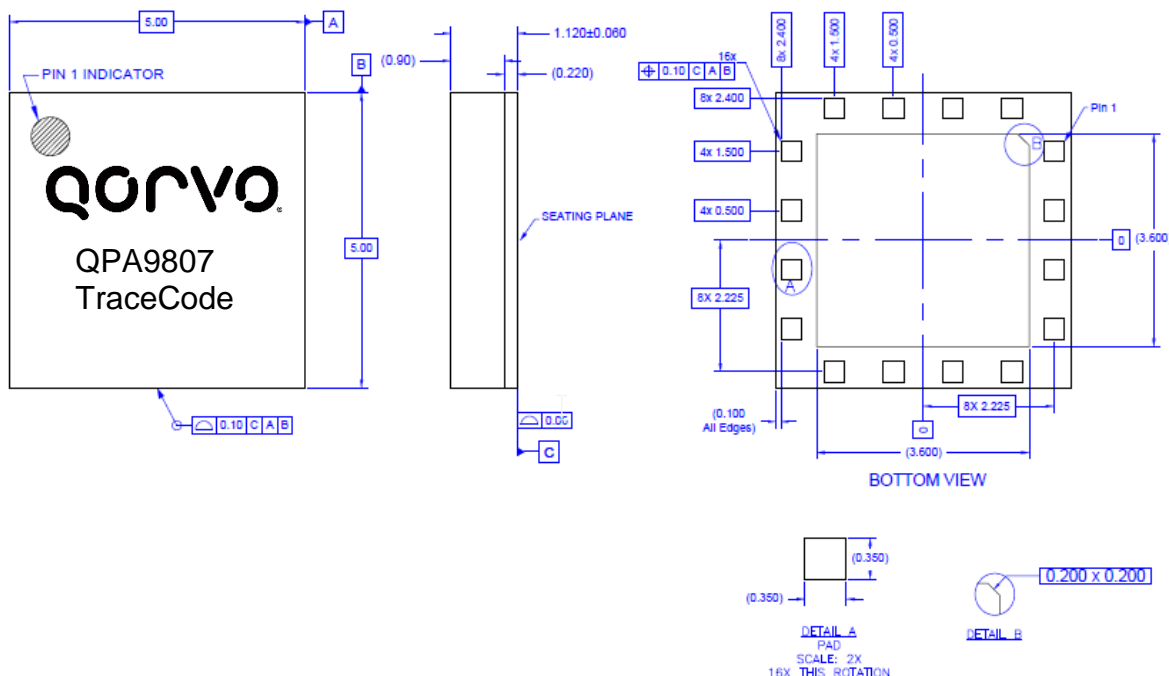 5.00
A
PIN 1 INDICATOR
B
QORVO
QPA9807
TraceCode
5.00
0.10 C A B
1.120±0.060
(0.90)
(0.220)
SEATING PLANE
C
16X
0.10 C A B
8x 2.400
4x 1.500
4x 0.500
8x 2.400
4x 1.500
4x 0.500
8X 2.225
Pin 1
B
A
0
(3.600)
(0.100
All Edges)
8X 2.225
0
(3.600)
BOTTOM VIEW
(0.350)
(0.350)
DETAIL A
PAD
SCALE: 2X
16X THIS ROTATION
0.200 x 0.200
DETAIL B